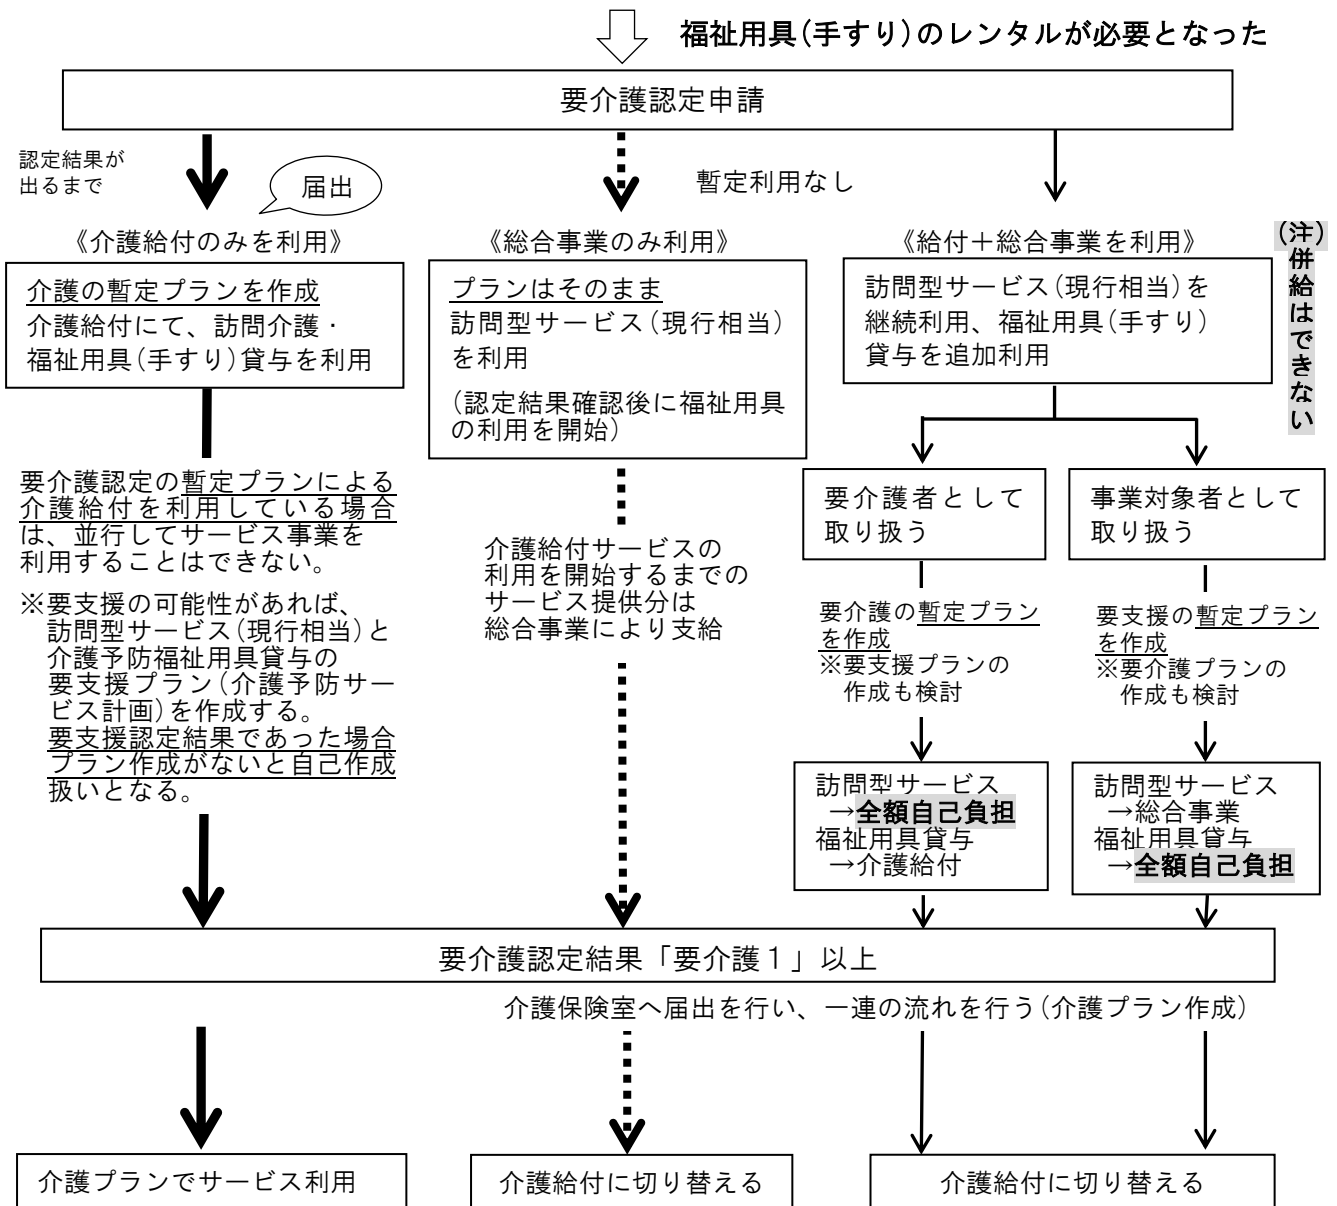 福祉用具(手すり)のレンタルが必要となった
要介護認定申請
認定結果が
出るまで
届出
暫定利用なし
《介護給付のみを利用》
介護の暫定プランを作成
介護給付にて、訪問介護・
福祉用具(手すり)貸与を利用
《総合事業のみ利用》
プランはそのまま
訪問型サービス(現行相当)
を利用
(認定結果確認後に福祉用具
の利用を開始)
《給付+総合事業を利用》
訪問型サービス(現行相当)を
継続利用、福祉用具(手すり)
貸与を追加利用
(注)併給はできない
要介護認定の暫定プランによる
介護給付を利用している場合
は、並行してサービス事業を
利用することはできない。
※要支援の可能性があれば、
訪問型サービス(現行相当)と
介護予防福祉用具貸与の
要支援プラン(介護予防サー
ビス計画)を作成する。
要支援認定結果であった場合
プラン作成がないと自己作成
扱いとなる。
介護給付サービスの
利用を開始するまでの
サービス提供分は
総合事業により支給
要介護者として
取り扱う
要介護の暫定プラン
を作成
※要支援プランの
作成も検討
訪問型サービス
→全額自己負担
福祉用具貸与
→介護給付
事業対象者として
取り扱う
要支援の暫定プラン
を作成
※要介護プランの
作成も検討
訪問型サービス
→総合事業
福祉用具貸与
→全額自己負担
要介護認定結果「要介護1」以上
介護保険室へ届出を行い、一連の流れを行う(介護プラン作成)
介護プランでサービス利用
介護給付に切り替える
介護給付に切り替える